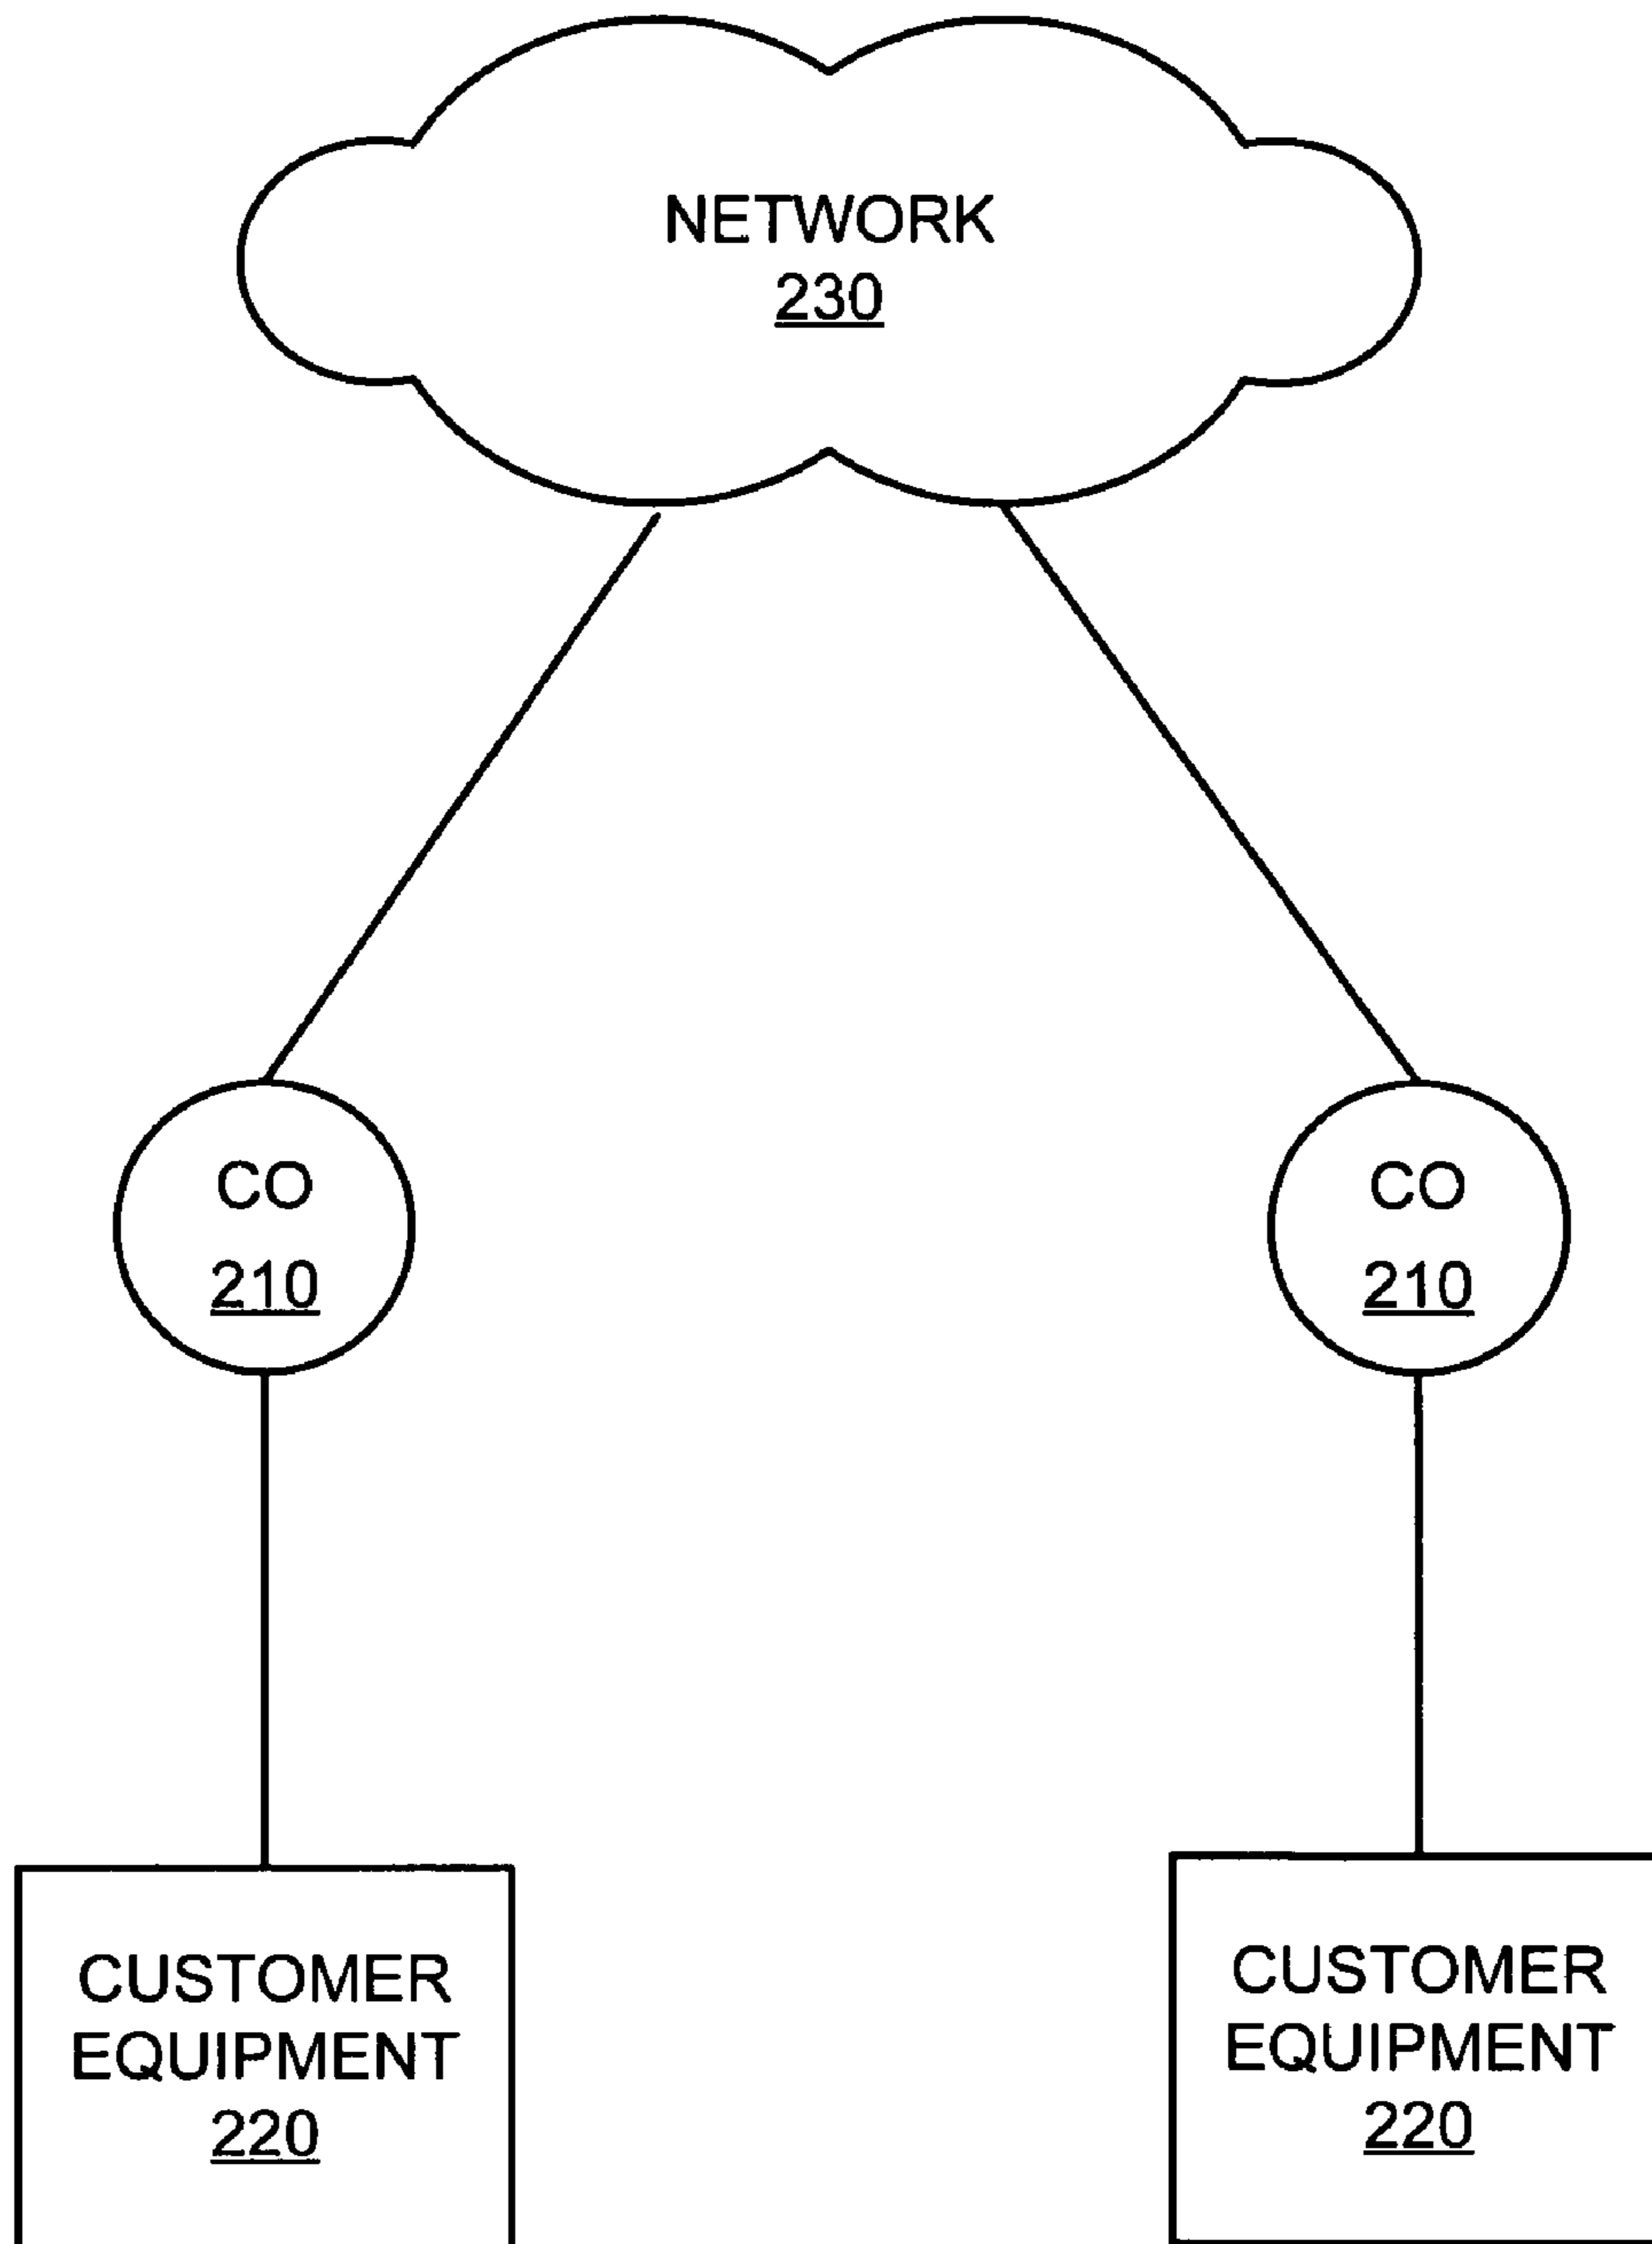 NETWORK
230
CO
210
CO
210
CUSTOMER
EQUIPMENT
220
CUSTOMER
EQUIPMENT
220